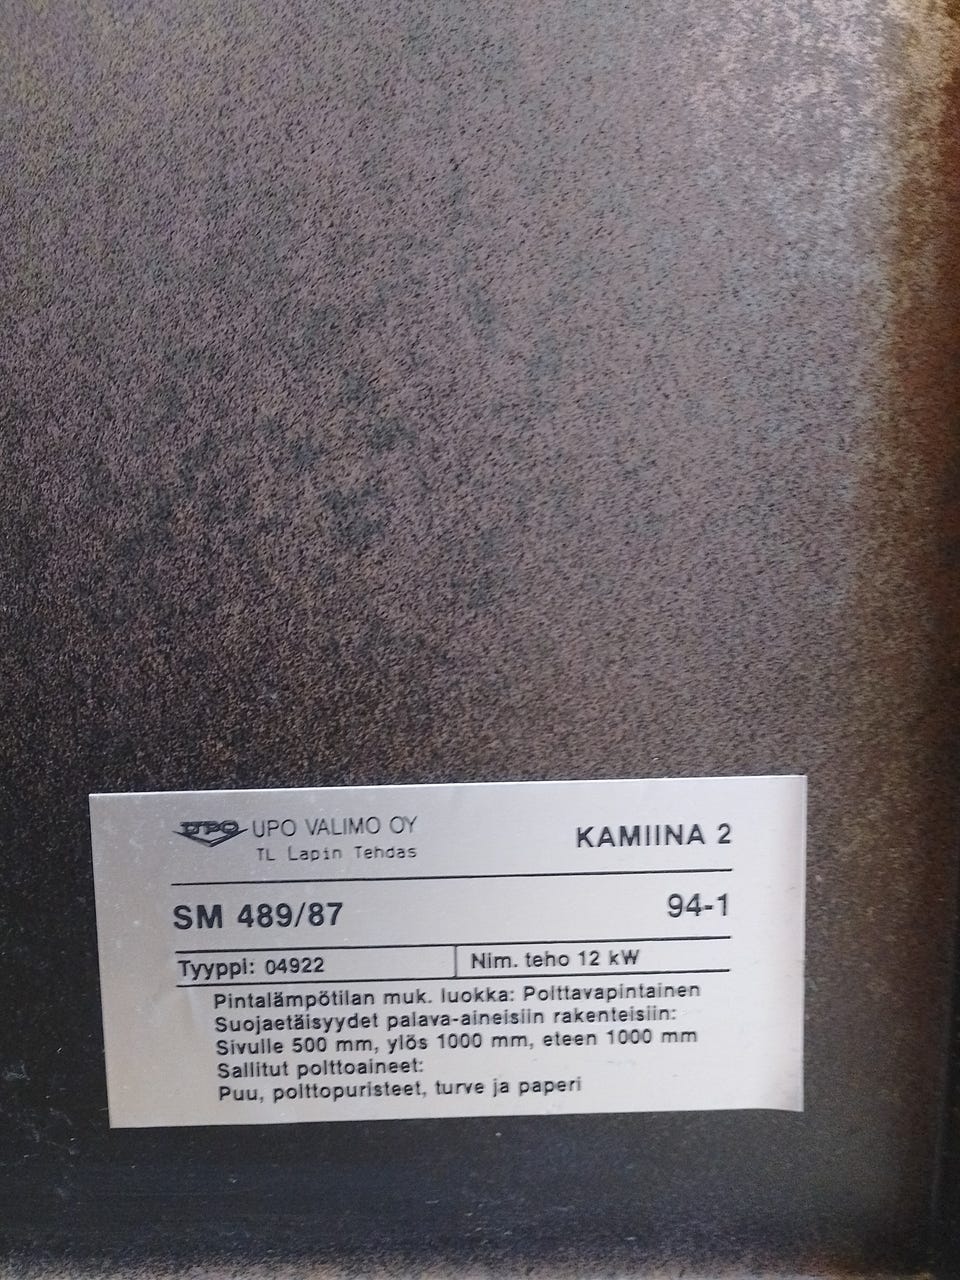 UPO UPO VALIMO OY
TL Lapin Tehdas
KAMIINA 2
SM 489/87 94-1
Tyyppi: 04922 Nim. teho 12 kW
Pintalämpötilan muk. luokka: Polttavapintainen
Suojaetäisyydet palava-aineisiin rakenteisiin:
Sivulle 500 mm, ylös 1000 mm, eteen 1000 mm
Sallitut polttoaineet:
Puu, polttopuristeet, turve ja paperi